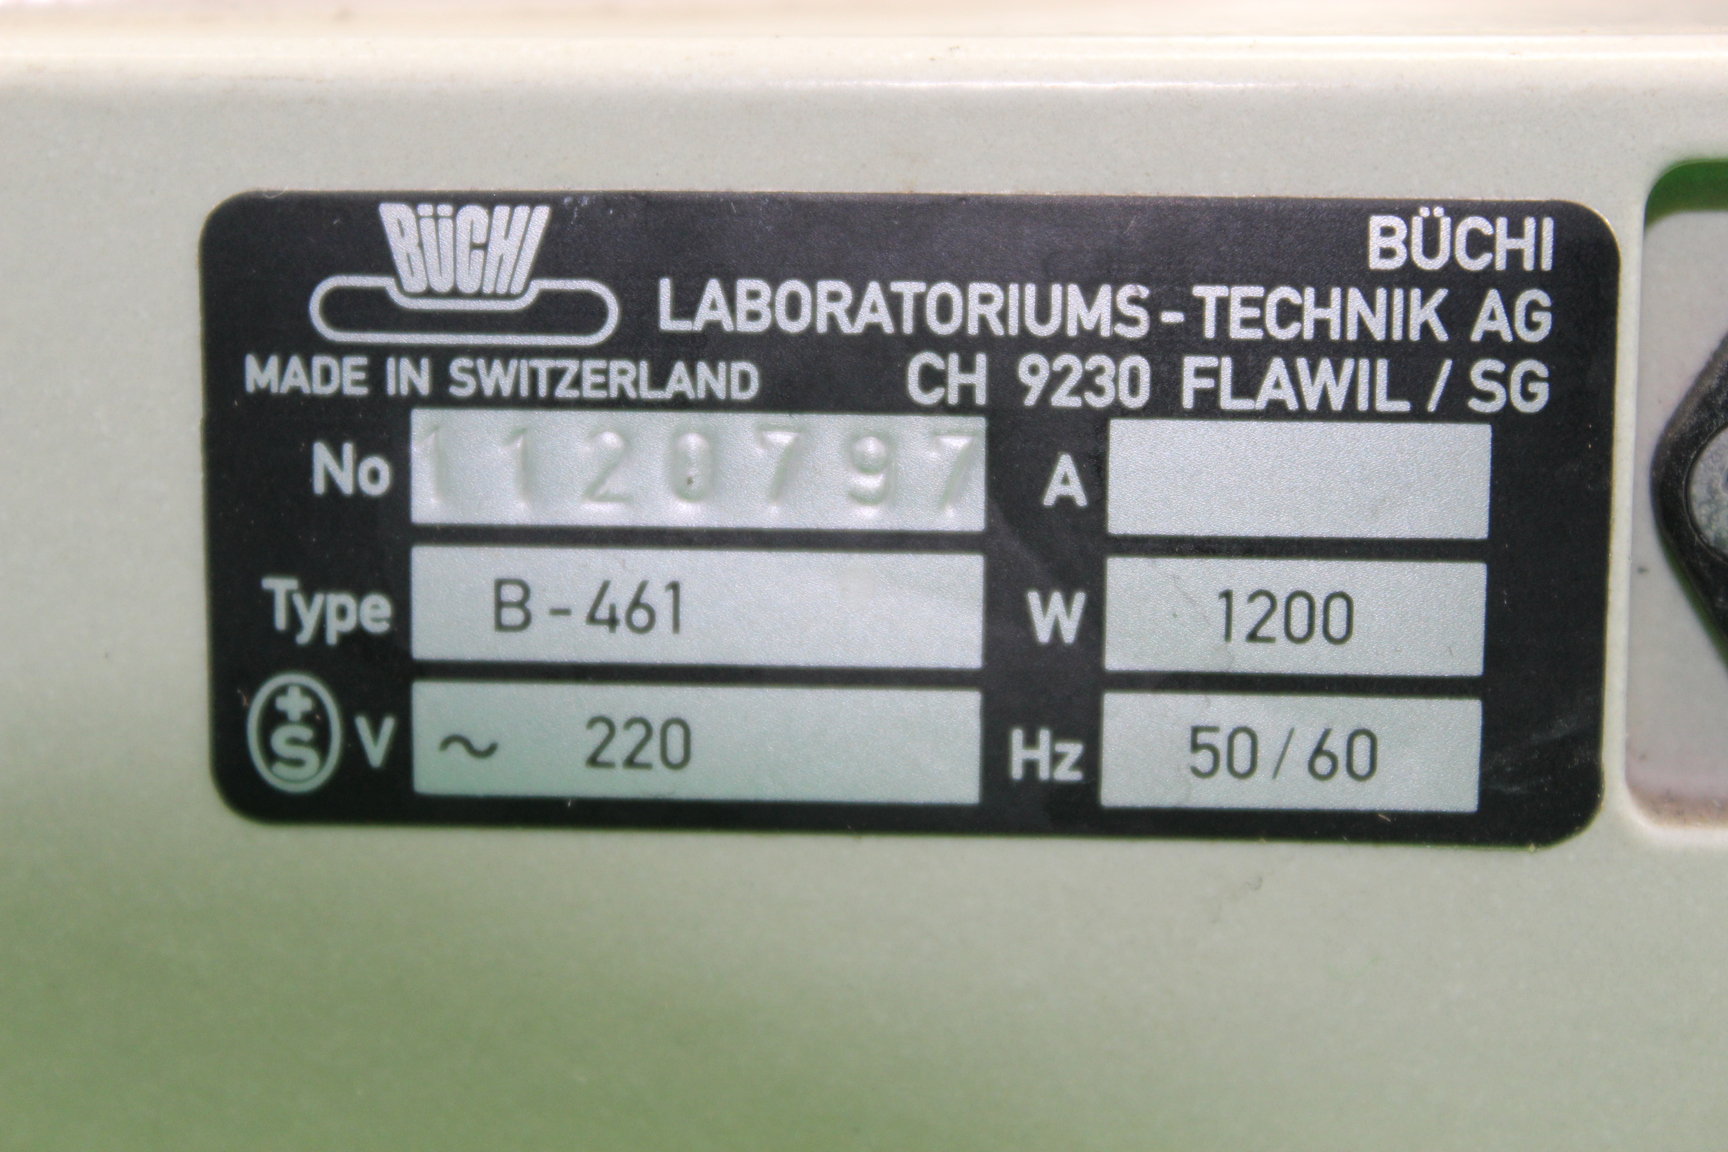 BÜCHI
BÜCHI
LABORATORIUMS-TECHNIK AG
MADE IN SWITZERLAND CH 9230 FLAWIL / SG
No 1120797 A
Type B-461 W 1200
+S V ~ 220 Hz 50/60